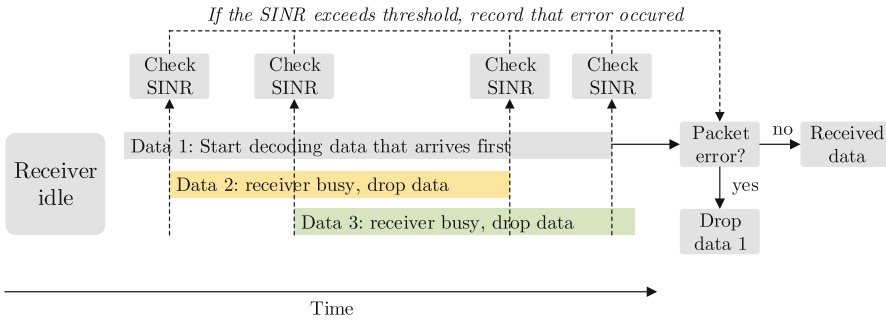 If the SINR exceeds threshold, record that error occured
Check
SINR
Check
SINR
Check
SINR
Check
SINR
Receiver
idle
Data 1: Start decoding data that arrives first
Packet
error?
no
Received
data
Data 2: receiver busy, drop data
yes
Data 3: receiver busy, drop data
Drop
data 1
Time